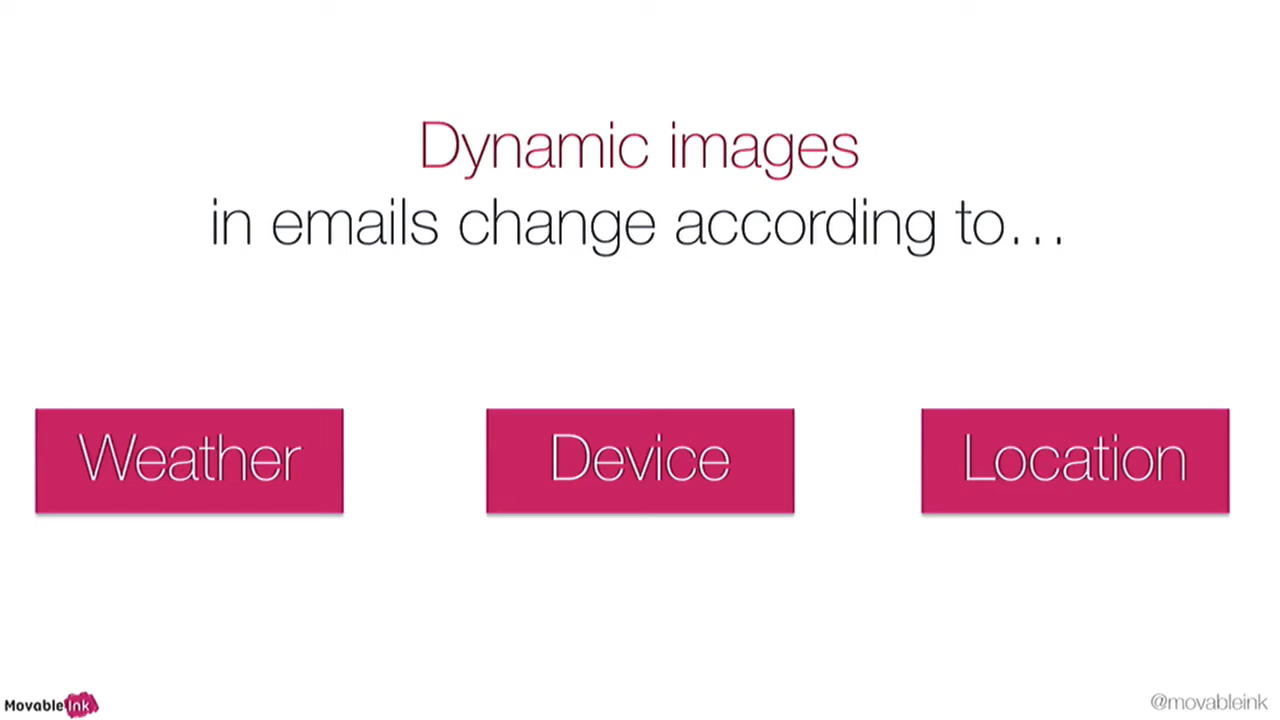 Dynamic images
in emails change according to…
Weather
Device
Location
MovableInk
@movableink